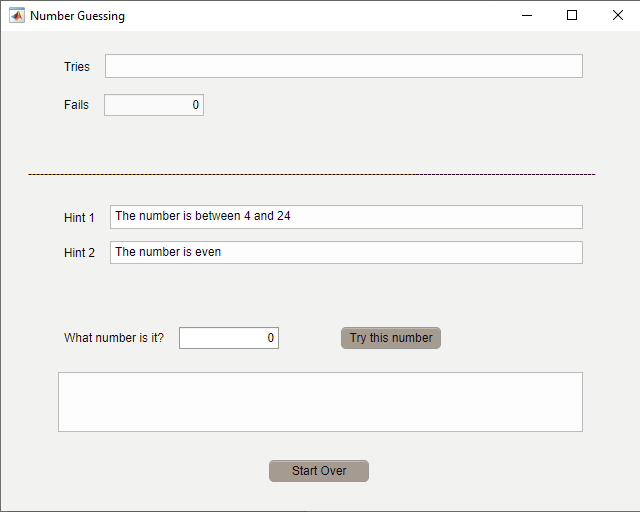 Number Guessing
Tries
Fails 0
Hint 1 The number is between 4 and 24
Hint 2 The number is even
What number is it? 0 Try this number
Start Over